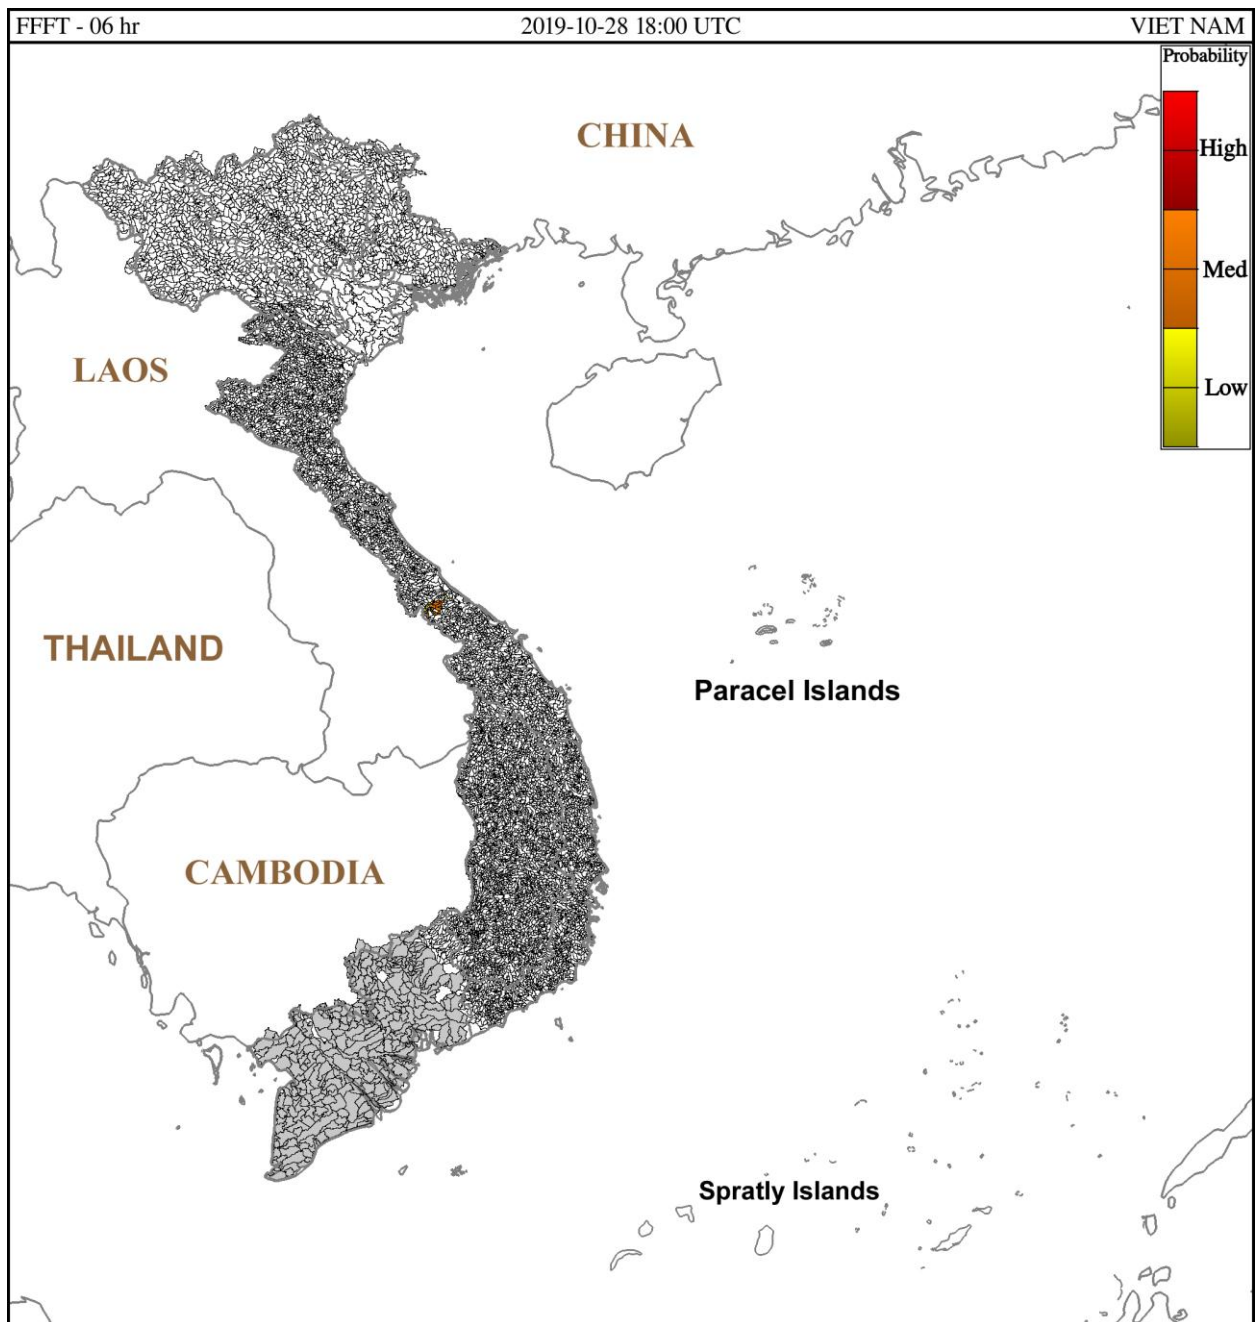 FFFT - 06 hr 2019-10-28 18:00 UTC VIET NAM
Probability
CHINA
High
Med
LAOS
Low
THAILAND
Paracel Islands
CAMBODIA
Spratly Islands